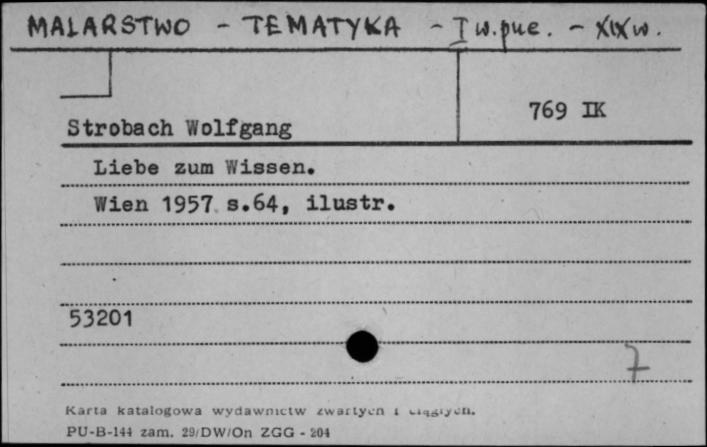 MALARSTWO - TEMATYKA - I w.pne. - XIX w.
769 IK
Strobach Wolfgang
Liebe zum Wissen.
Wien 1957 s.64, ilustr.
53201
7
Karta katalogowa wydawnictw zwartych i ciągłych.
PU-B-144 zam. 29/DW/On ZGG - 204